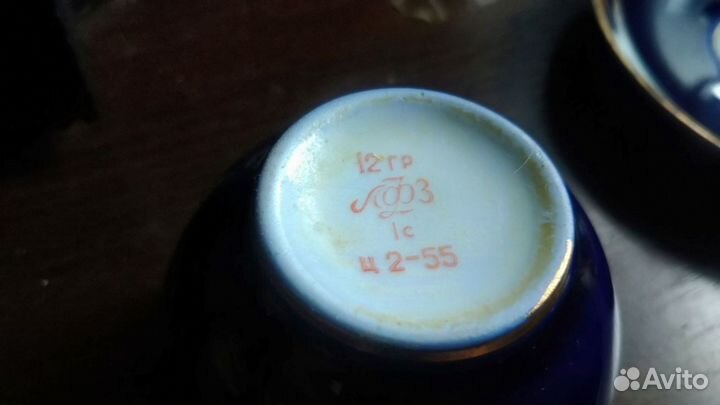 12 гр
ЛФЗ
1с
ц 2-55
Avito